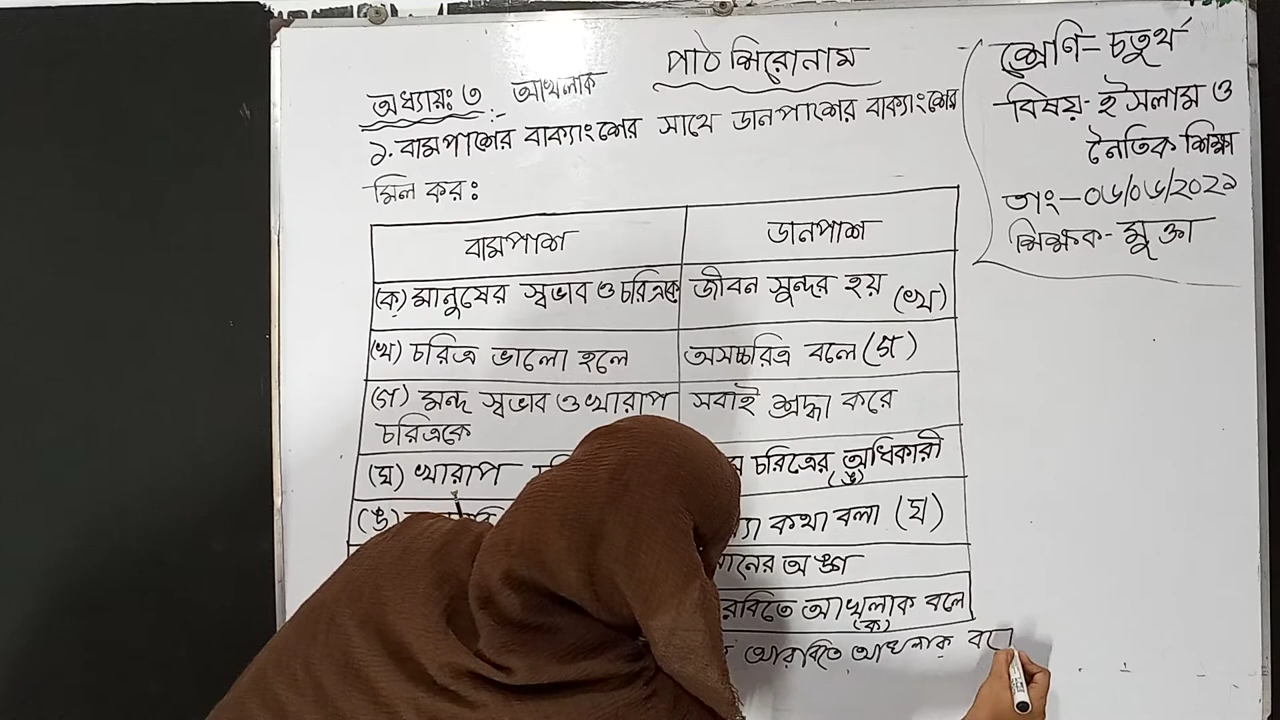 পাঠ শিরোনাম
অধ্যায়ঃ ৩ : আখলাক
১. বামপাশের বাক্যাংশের সাথে ডানপাশের বাক্যাংশের
মিল কর:
শ্রেণি- চতুর্থ
বিষয়- ইসলাম ও
নৈতিক শিক্ষা
তাং- ০৬/০৬/২০২১
শিক্ষক- মুক্তা
বামপাশ ডানপাশ
(ক) মানুষের স্বভাব ও চরিত্রকে জীবন সুন্দর হয় (খ)
(খ) চরিত্র ভালো হলে অসচ্চরিত্র বলে (গ)
(গ) মন্দ স্বভাব ও খারাপ সবাই শ্রদ্ধা করে
চরিত্রকে
(ঘ) খারাপ চরিত্রের অধিকারী
(ঙ)
(ঙ) কথা বলা (ঘ)
অঙ্গ
আখলাক বলে
(ক)
আরবিতে আখলাক